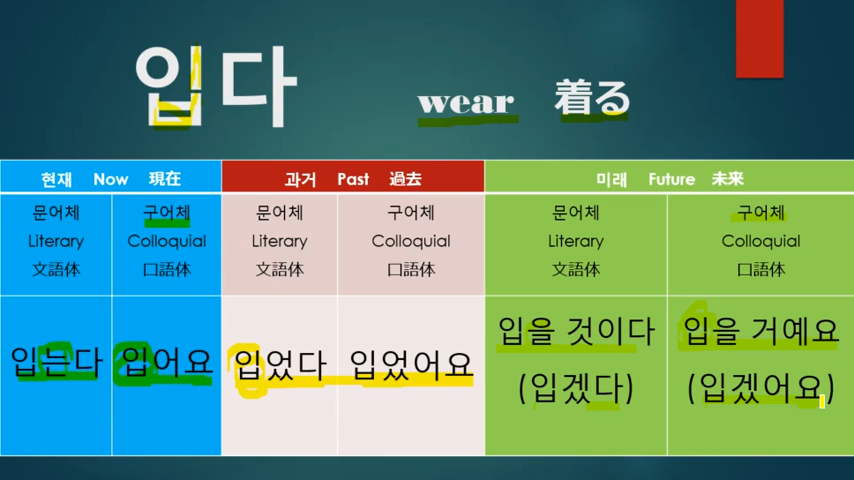 입다 wear 着る
현재 Now 現在 과거 Past 過去 미래 Future 未来
문어체 구어체 문어체 구어체 문어체 구어체
Literary Colloquial Literary Colloquial Literary Colloquial
文語体 口語体 文語体 口語体 文語体 口語体
입는다 입어요 입었다 입었어요 입을 것이다 입을 거예요
(입겠다) (입겠어요)